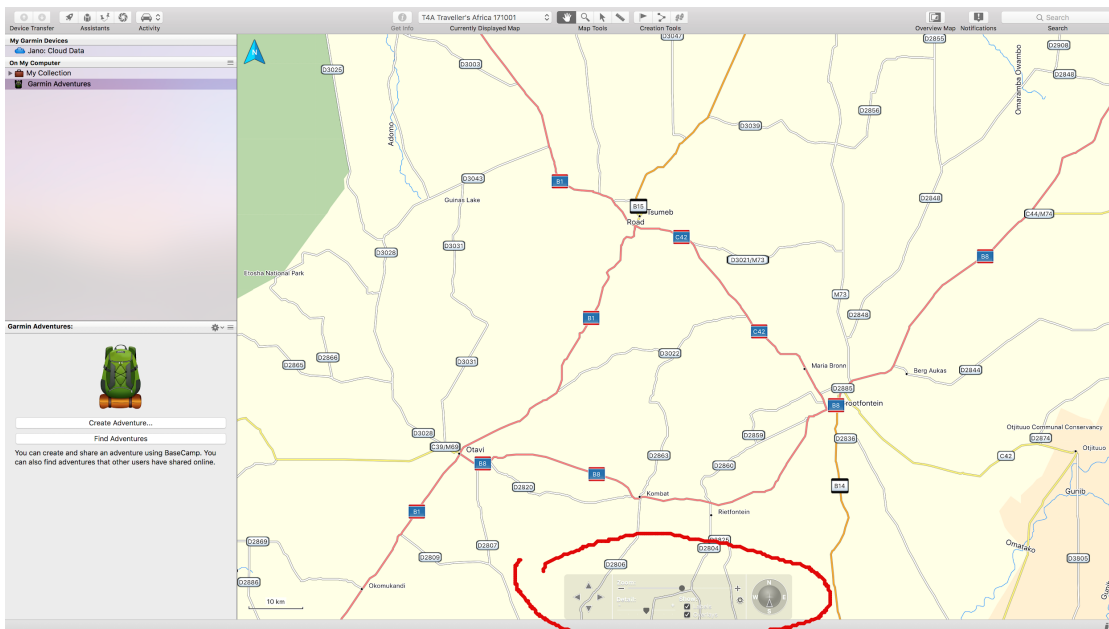 T4A Traveller's Africa 171001
Search
Device Transfer
Assistants
Activity
Get Info
Currently Displayed Map
Map Tools
Creation Tools
Overview Map
Notifications
Search
My Garmin Devices
Jano: Cloud Data
On My Computer
My Collection
Garmin Adventures
Garmin Adventures:
Create Adventure...
Find Adventures
You can create and share an adventure using BaseCamp. You
can also find adventures that other users have shared online.
D3047
D2855
D2908
D3003
D3025
D2848
Omaramba Owambo
D2856
D3039
Adomo
D3043
B1
Guinas Lake
D2848
B15
Tsumeb
Road
C44/M74
C42
D3031
D3028
D3021/M73
B8
Etosha National Park
M73
D2848
B1
C42
D3022
D2866
D2865
D3031
Maria Bronn
Berg Aukas
D2844
D2885
B8
rootfontein
D3028
D2859
D2836
Otjituuo Communal Conservancy
D2874
C39/M69
Otavi
Otjituuo
D2863
C42
B8
D2860
B8
D2820
B14
Gunib
Kombat
B1
Rietfontein
D2869
D2825
D2807
D2804
Omatako
D2809
D2806
D3805
D2886
Okomukandi
10 km
N
W
E
S
Detail